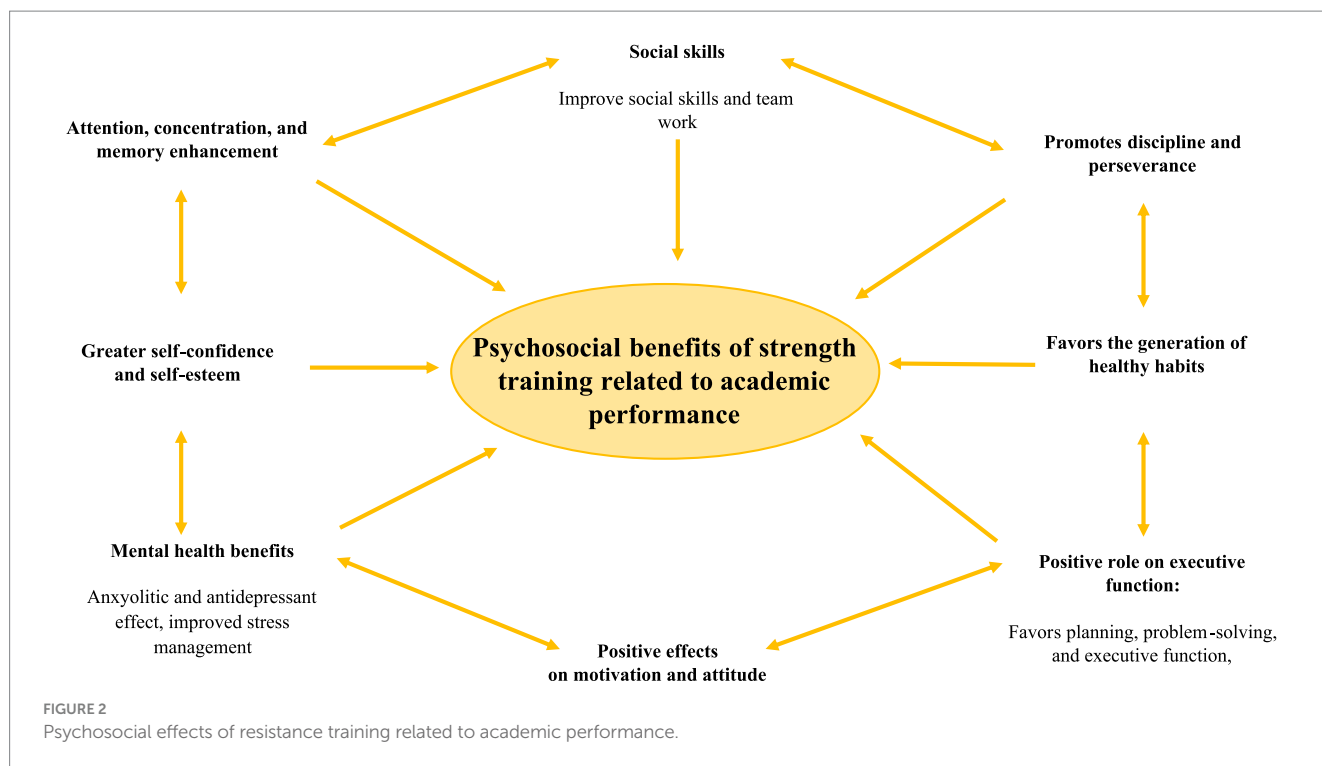 Social skills
Improve social skills and team
work
Attention, concentration, and
memory enhancement
Promotes discipline and
perseverance
Greater self-confidence
and self-esteem
Psychosocial benefits of strength
training related to academic
performance
Favors the generation of
healthy habits
Mental health benefits
Anxyolitic and antidepressant
effect, improved stress
management
Positive effects
on motivation and attitude
Positive role on executive
function:
Favors planning, problem-solving,
and executive function,
FIGURE 2
Psychosocial effects of resistance training related to academic performance.